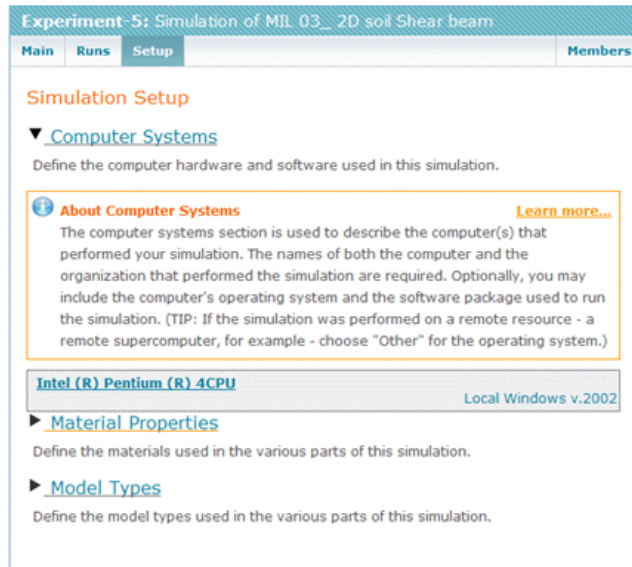 Experiment-5: Simulation of MIL 03_ 2D soil Shear beam
Main Runs Setup Members
Simulation Setup
Computer Systems
Define the computer hardware and software used in this simulation.
About Computer Systems Learn more...
The computer systems section is used to describe the computer(s) that
performed your simulation. The names of both the computer and the
organization that performed the simulation are required. Optionally, you may
include the computer's operating system and the software package used to run
the simulation. (TIP: If the simulation was performed on a remote resource - a
remote supercomputer, for example - choose "Other" for the operating system.)
Intel (R) Pentium (R) 4CPU
Local Windows v.2002
Material Properties
Define the materials used in the various parts of this simulation.
Model Types
Define the model types used in the various parts of this simulation.